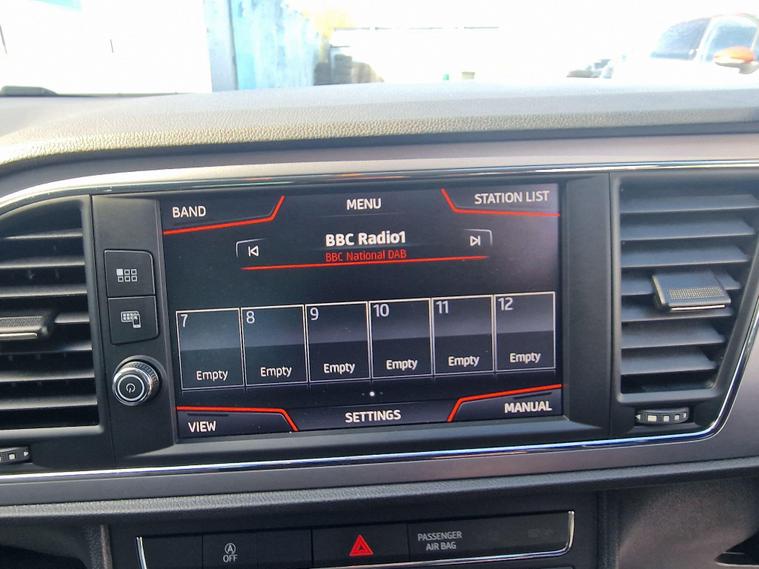 BAND
MENU
STATION LIST
BBC Radio1
BBC National DAB
7
8
9
10
11
12
Empty
Empty
Empty
Empty
Empty
Empty
VIEW
SETTINGS
MANUAL
A
OFF
PASSENGER
AIR BAG